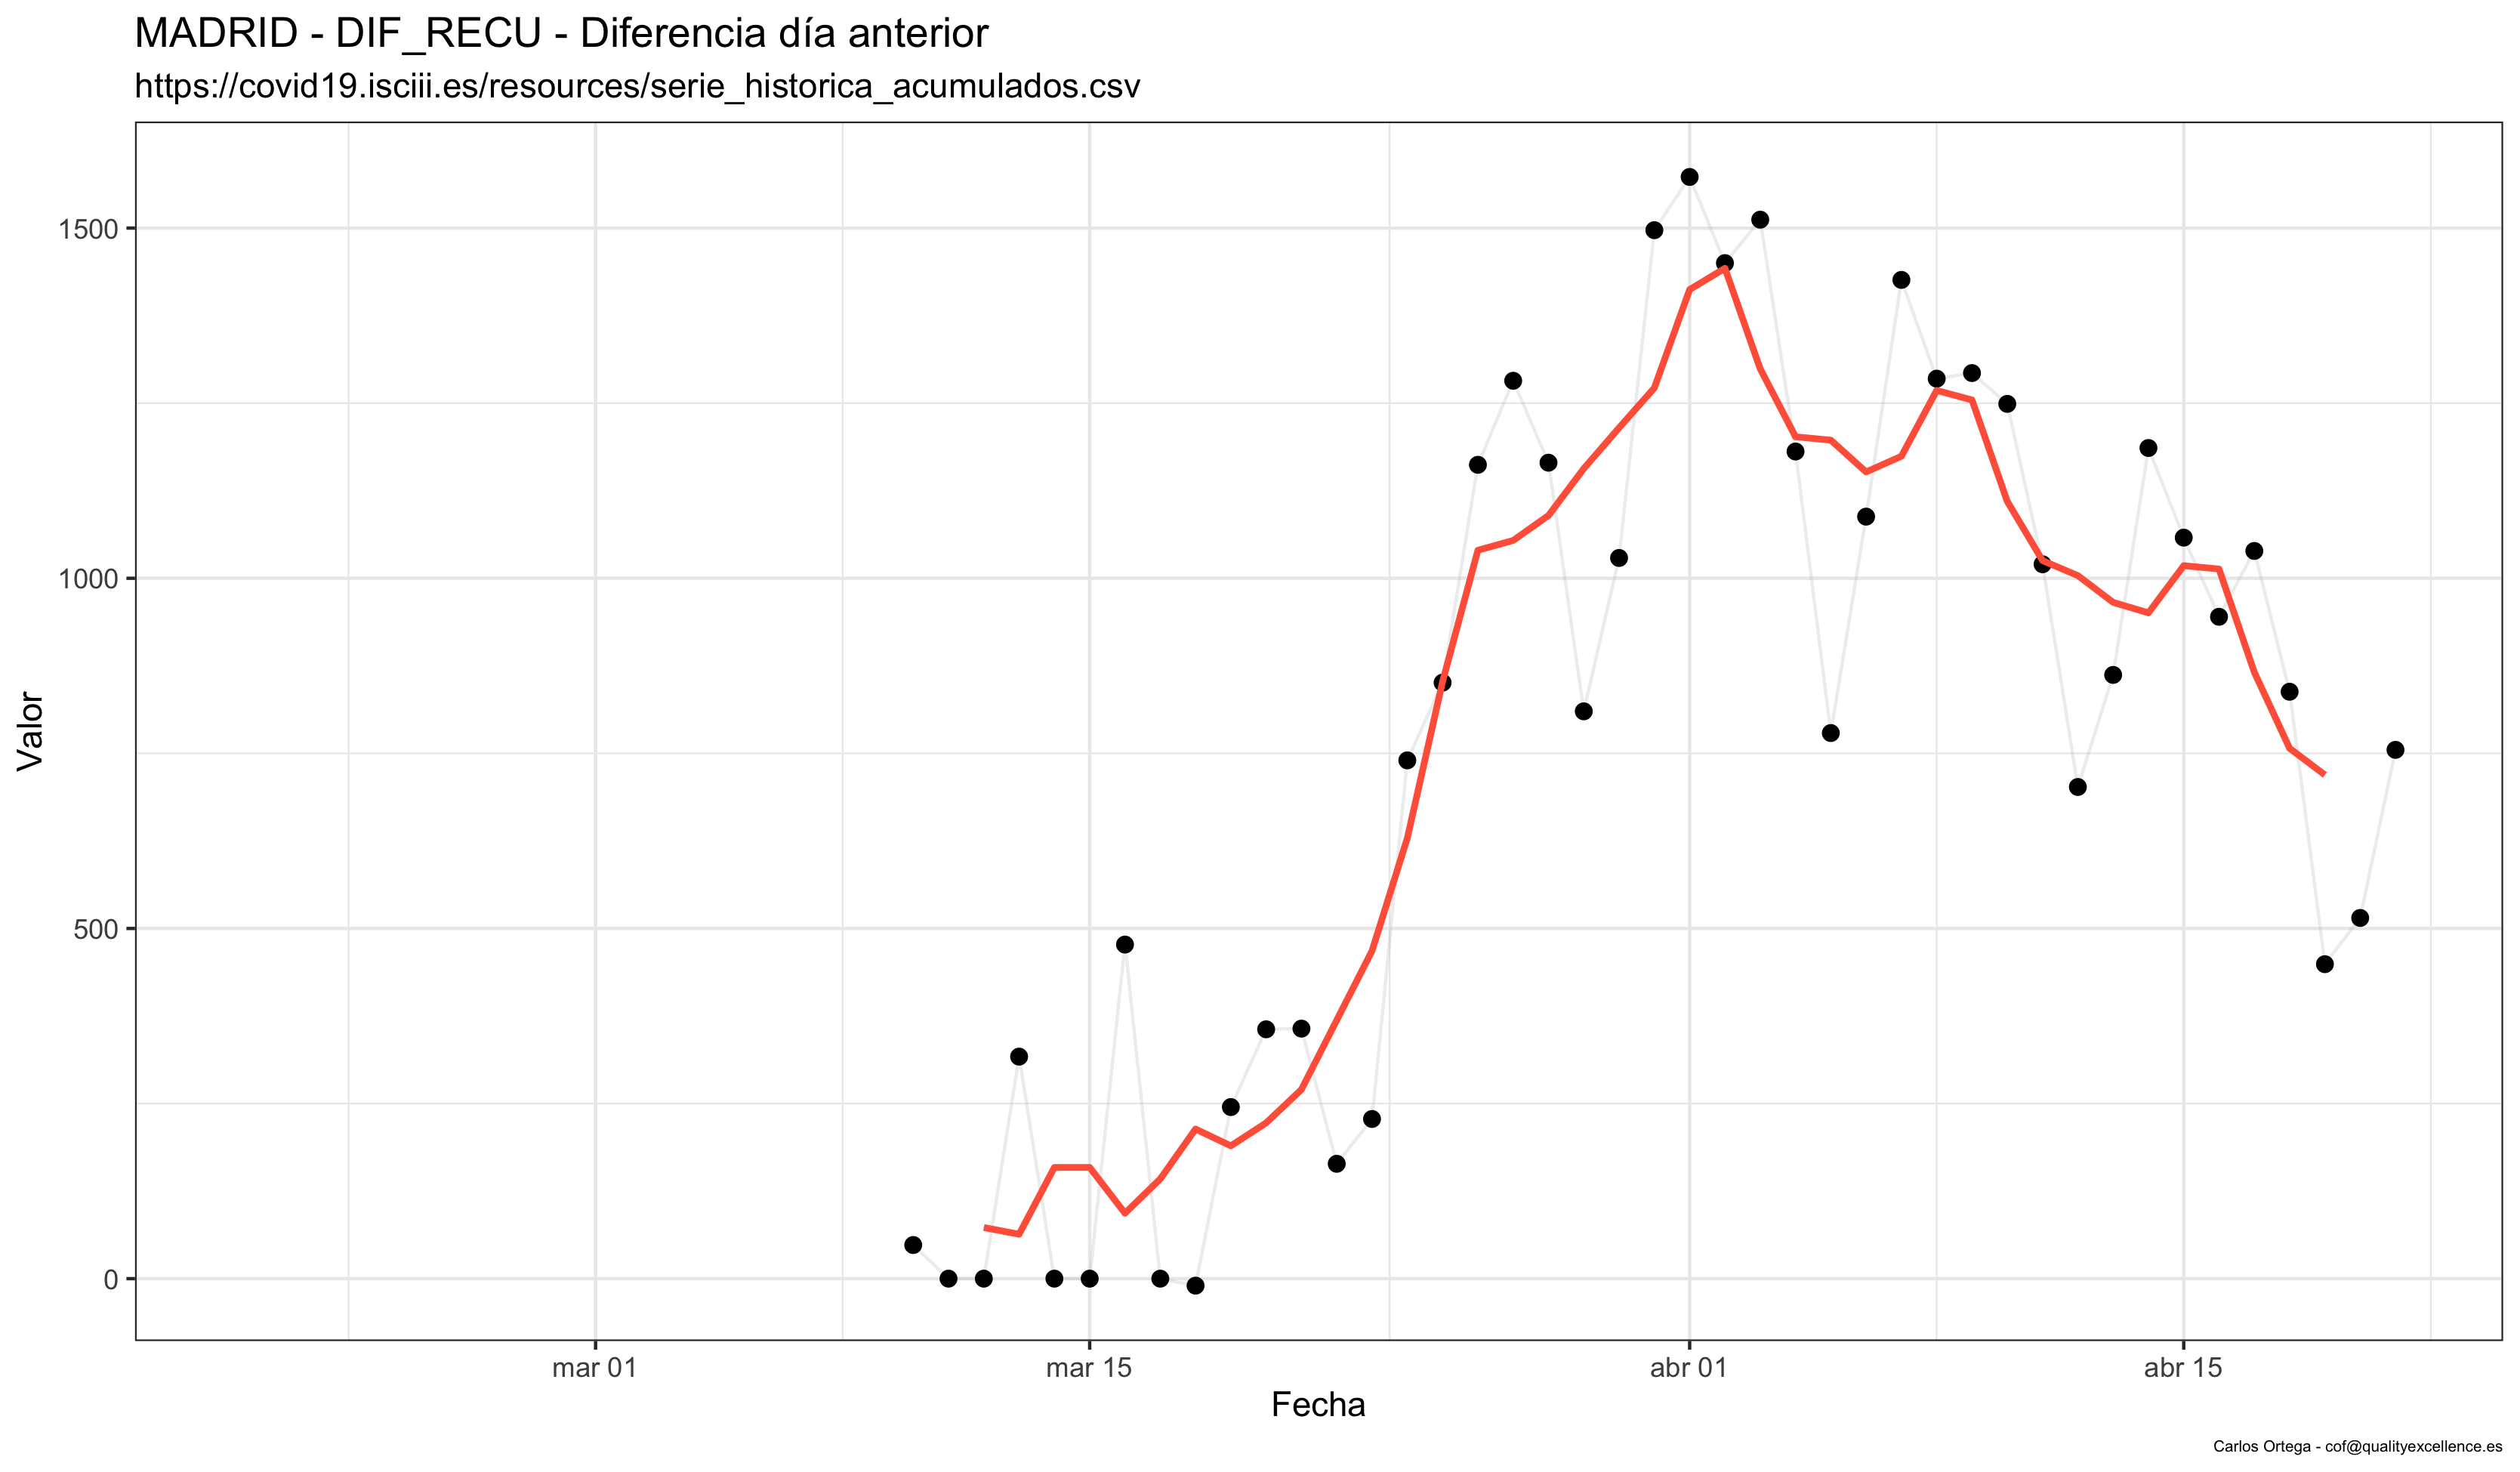 MADRID - DIF_RECU - Diferencia día anterior
https://covid19.isciii.es/resources/serie_historica_acumulados.csv
Valor
1500
1000
500
0
mar 01
mar 15
abr 01
abr 15
Fecha
Carlos Ortega - cof@qualityexcellence.es